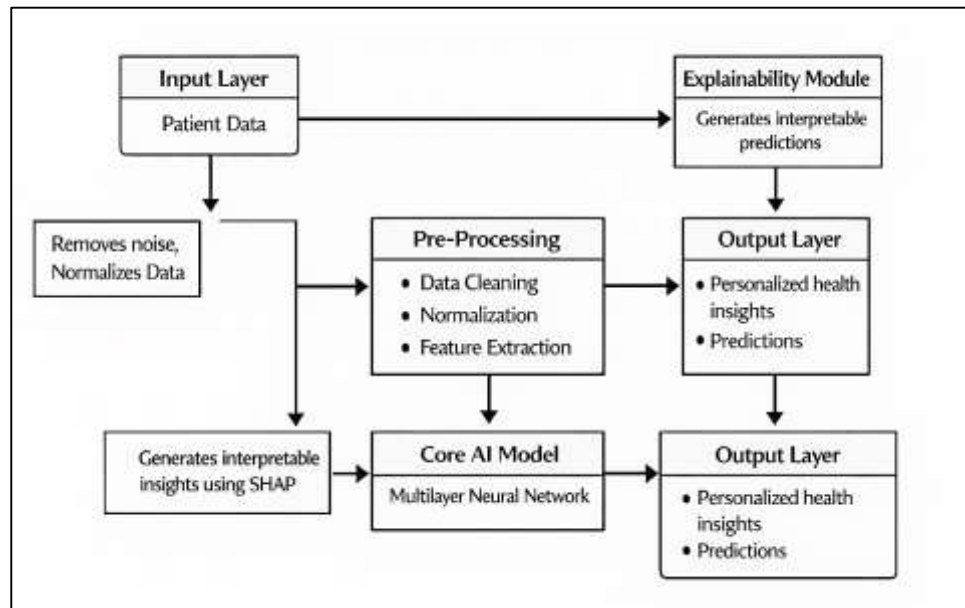 Input Layer
Patient Data
Explainability Module
Generates interpretable
predictions
Removes noise,
Normalizes Data
Pre-Processing
• Data Cleaning
• Normalization
• Feature Extraction
Output Layer
• Personalized health
insights
• Predictions
Generates interpretable
insights using SHAP
Core AI Model
Multilayer Neural Network
Output Layer
• Personalized health
insights
• Predictions